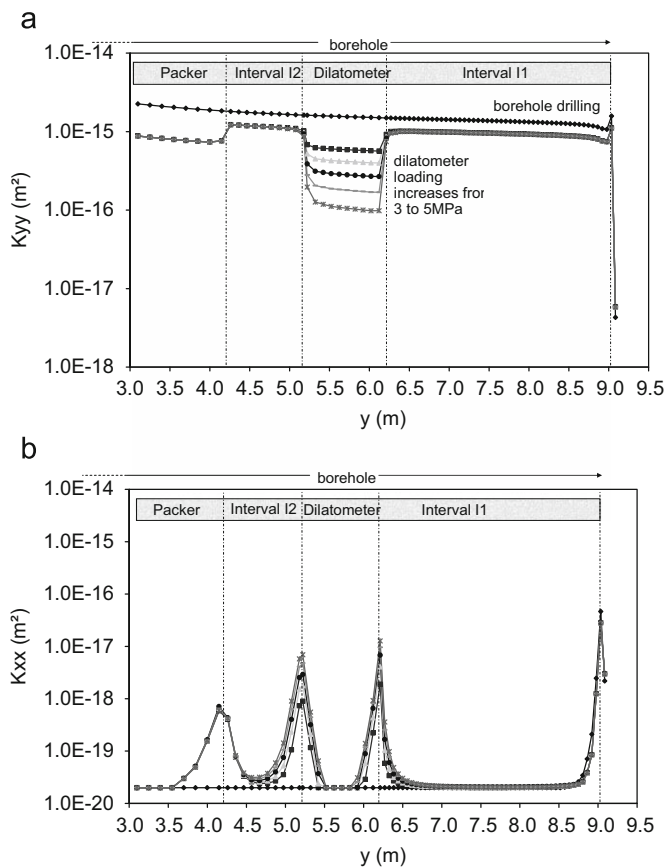 a
borehole
1.0E-14
Packer Interval I2 Dilatometer Interval I1
borehole drilling
1.0E-15
dilatometer
loading
increases fror
3 to 5MPa
1.0E-16
1.0E-17
1.0E-18
Kyy (m²)
3.0 3.5 4.0 4.5 5.0 5.5 6.0 6.5 7.0 7.5 8.0 8.5 9.0 9.5
y (m)
b
borehole
1.0E-14
Packer Interval I2 Dilatometer Interval I1
1.0E-15
1.0E-16
1.0E-17
1.0E-18
1.0E-19
1.0E-20
Kxx (m²)
3.0 3.5 4.0 4.5 5.0 5.5 6.0 6.5 7.0 7.5 8.0 8.5 9.0 9.5
y (m)